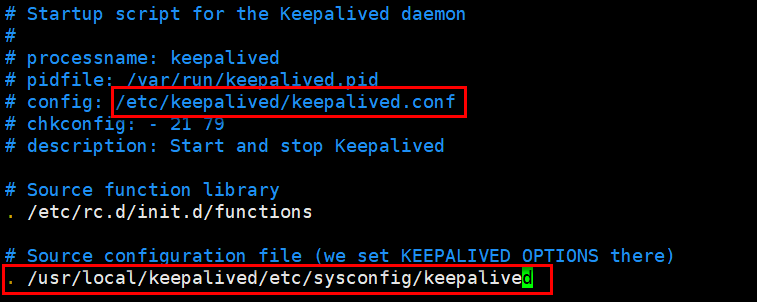 # Startup script for the Keepalived daemon
#
# processname: keepalived
# pidfile: /var/run/keepalived.pid
# config: /etc/keepalived/keepalived.conf
# chkconfig: - 21 79
# description: Start and stop Keepalived
# Source function library
. /etc/rc.d/init.d/functions
# Source configuration file (we set KEEPALIVED_OPTIONS there)
. /usr/local/keepalived/etc/sysconfig/keepalived